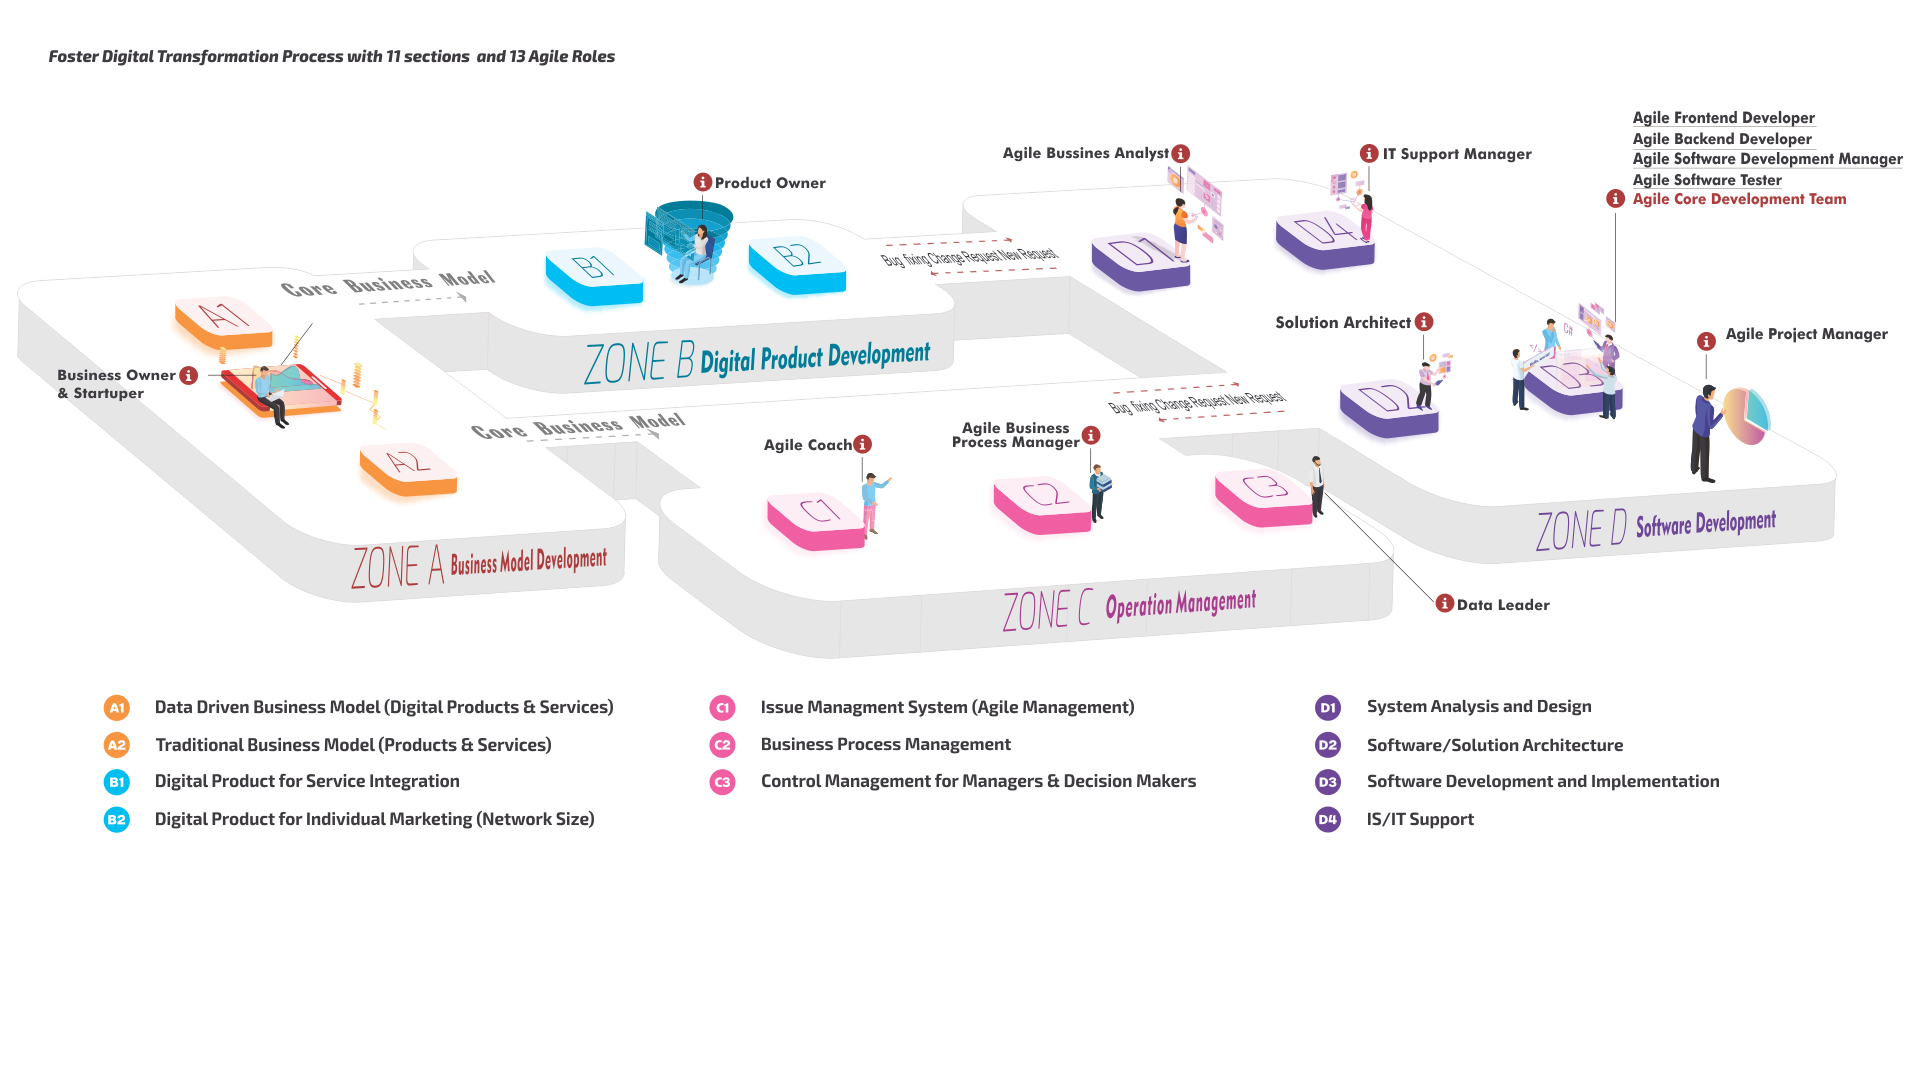 Foster Digital Transformation Process with 11 sections and 13 Agile Roles
Agile Frontend Developer
Agile Backend Developer
Agile Software Development Manager
Agile Software Tester
Agile Core Development Team
Agile Bussines Analyst
IT Support Manager
Product Owner
D1
D4
B1
B2
Bug fixing Change Request New Request
Core Business Model
A1
Solution Architect
Agile Project Manager
C#
D3
D2
ZONE B Digital Product Development
Business Owner
& Startuper
Bug fixing Change Request New Request
Core Business Model
Agile Coach
Agile Business
Process Manager
A2
C1
C2
C3
ZONE D Software Development
ZONE A Business Model Development
ZONE C Operation Management
Data Leader
A1 Data Driven Business Model (Digital Products & Services)
A2 Traditional Business Model (Products & Services)
B1 Digital Product for Service Integration
B2 Digital Product for Individual Marketing (Network Size)
C1 Issue Managment System (Agile Management)
C2 Business Process Management
C3 Control Management for Managers & Decision Makers
D1 System Analysis and Design
D2 Software/Solution Architecture
D3 Software Development and Implementation
D4 IS/IT Support